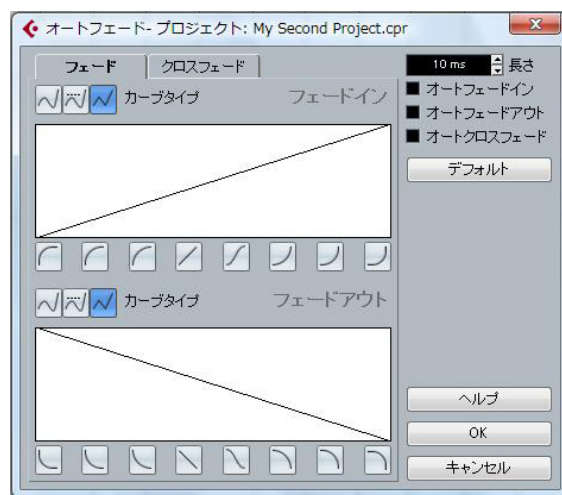 オートフェード- プロジェクト: My Second Project.cpr
フェード
クロスフェード
カーブタイプ
フェードイン
カーブタイプ
フェードアウト
10 ms
長さ
オートフェードイン
オートフェードアウト
オートクロスフェード
デフォルト
ヘルプ
OK
キャンセル